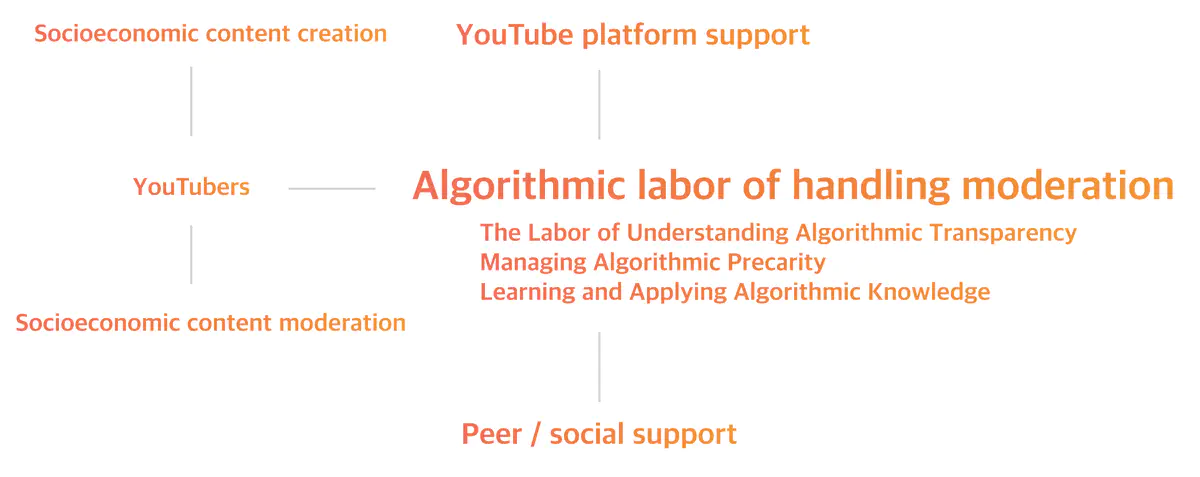 Socioeconomic content creation
YouTube platform support
YouTubers
Algorithmic labor of handling moderation
The Labor of Understanding Algorithmic Transparency
Managing Algorithmic Precarity
Learning and Applying Algorithmic Knowledge
Socioeconomic content moderation
Peer / social support